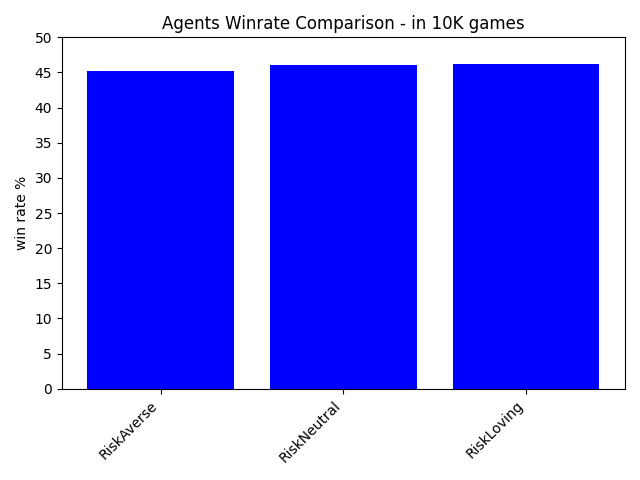 Agents Winrate Comparison - in 10K games
win rate %
50
45
40
35
30
25
20
15
10
5
0
RiskAverse
RiskNeutral
RiskLoving